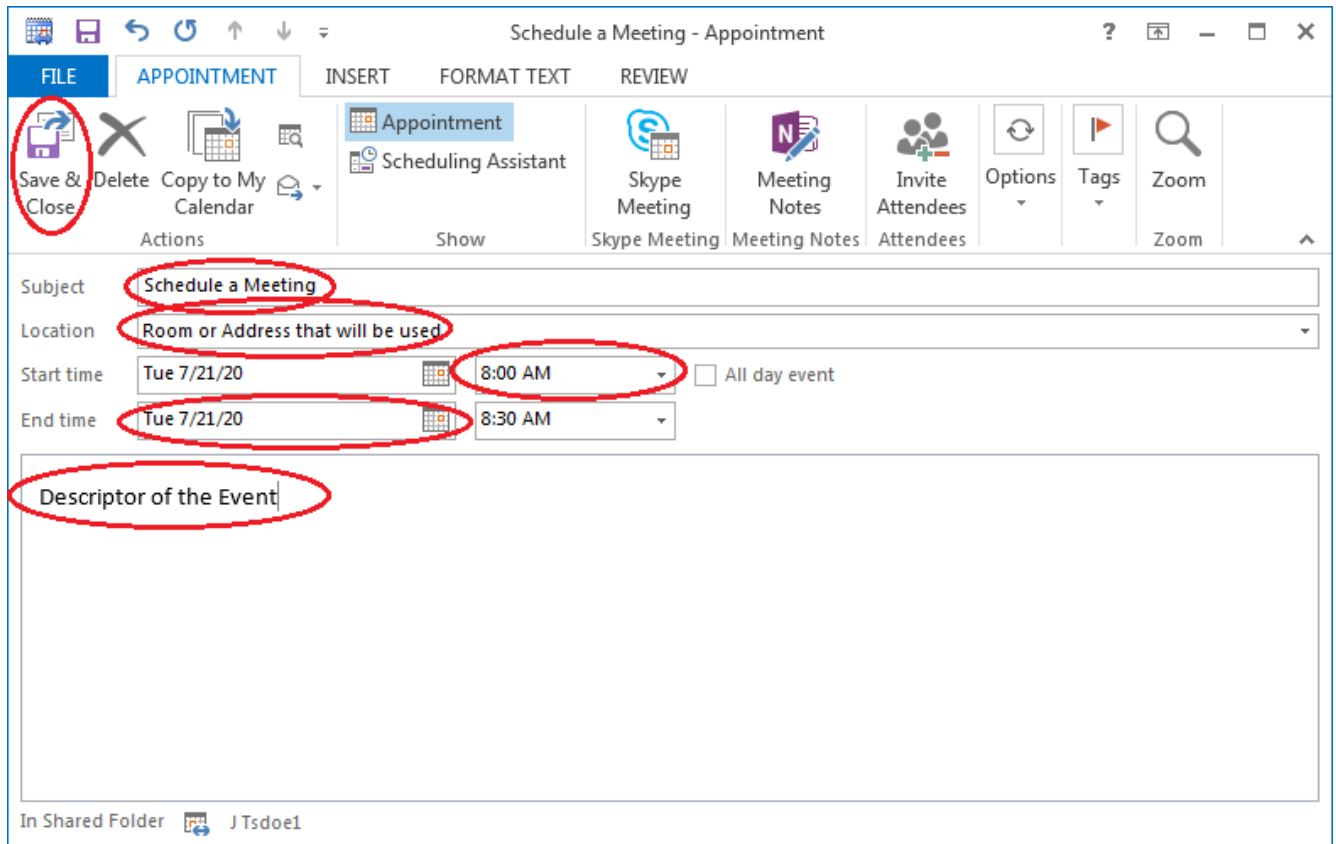 Schedule a Meeting - Appointment
?
FILE APPOINTMENT INSERT FORMAT TEXT REVIEW
Save & Close
Delete
Copy to My Calendar
Appointment
Scheduling Assistant
Skype Meeting
Meeting Notes
Invite Attendees
Options
Tags
Zoom
Actions Show Skype Meeting Meeting Notes Attendees Zoom
Subject Schedule a Meeting
Location Room or Address that will be used
Start time Tue 7/21/20 8:00 AM All day event
End time Tue 7/21/20 8:30 AM
Descriptor of the Event
In Shared Folder J Tsdoe1